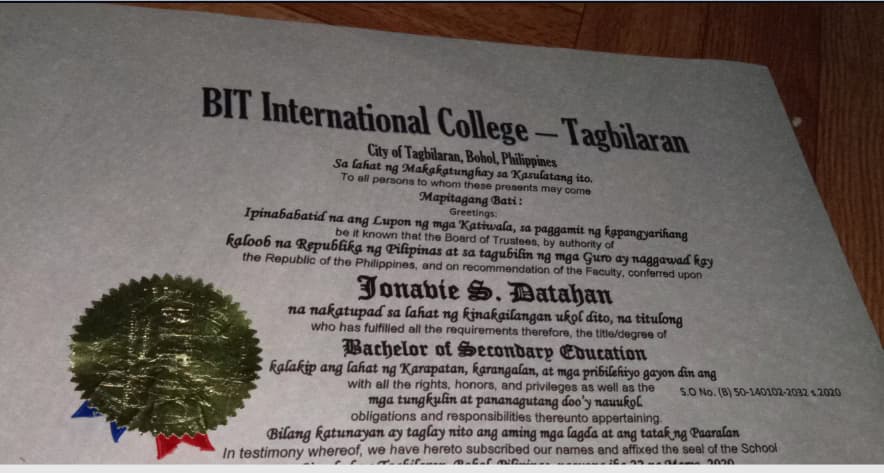 BIT International College — Tagbilaran
City of Tagbilaran, Bohol, Philippines
Sa lahat ng Makakatunghay sa Kasulatang ito.
To all persons to whom these presents may come
Mapitagang Bati :
Greetings:
Ipinababatid na ang Lupon ng mga Katiwala, sa paggamit ng kapangyarihang
be it known that the Board of Trustees, by authority of
kaloob na Republika ng Pilipinas at sa tagubilin ng mga Guro ay naggawad kay
the Republic of the Philippines, and on recommendation of the Faculty, conferred upon
Jonavie S. Datahan
na nakatupad sa lahat ng kinakailangan ukol dito, na titulong
who has fulfilled all the requirements therefore, the title/degree of
Bachelor of Secondary Education
kalakip ang lahat ng Karapatan, karangalan, at mga pribilehiyo gayon din ang
with all the rights, honors, and privileges as well as the
S.O No. (B) 50-140102-2032 s.2020
mga tungkulin at pananagutang doo'y nauukol
obligations and responsibilities thereunto appertaining.
Bilang katunayan ay taglay nito ang aming mga lagda at ang tatak ng Paaralan
In testimony whereof, we have hereto subscribed our names and affixed the seal of the School